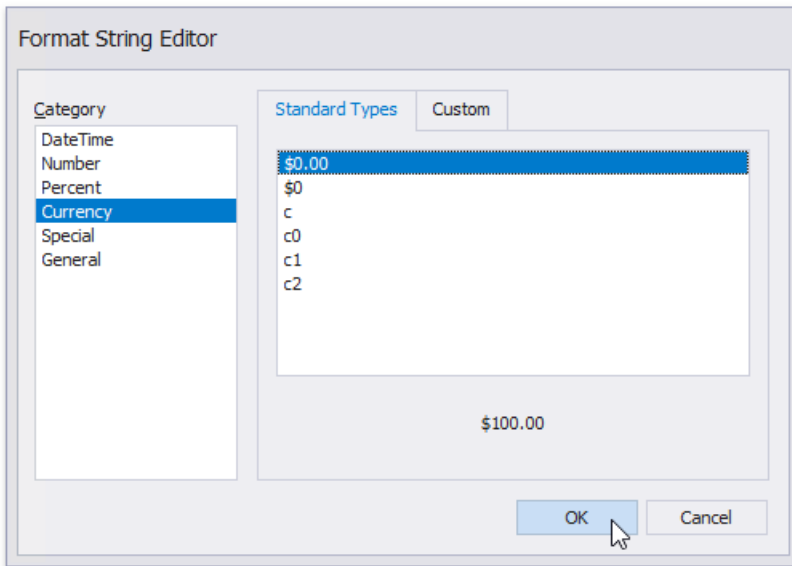 Format String Editor
Category
DateTime
Number
Percent
Currency
Special
General
Standard Types
Custom
$0.00
$0
c
c0
c1
c2
$100.00
OK
Cancel